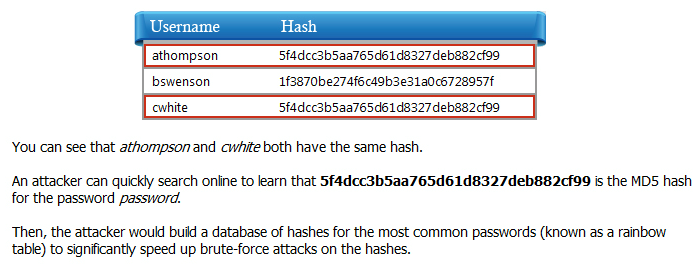 Username Hash
athompson 5f4dcc3b5aa765d61d8327deb882cf99
bswenson 1f3870be274f6c49b3e31a0c6728957f
cwhite 5f4dcc3b5aa765d61d8327deb882cf99
You can see that athompson and cwhite both have the same hash.
An attacker can quickly search online to learn that 5f4dcc3b5aa765d61d8327deb882cf99 is the MD5 hash
for the password password.
Then, the attacker would build a database of hashes for the most common passwords (known as a rainbow
table) to significantly speed up brute-force attacks on the hashes.